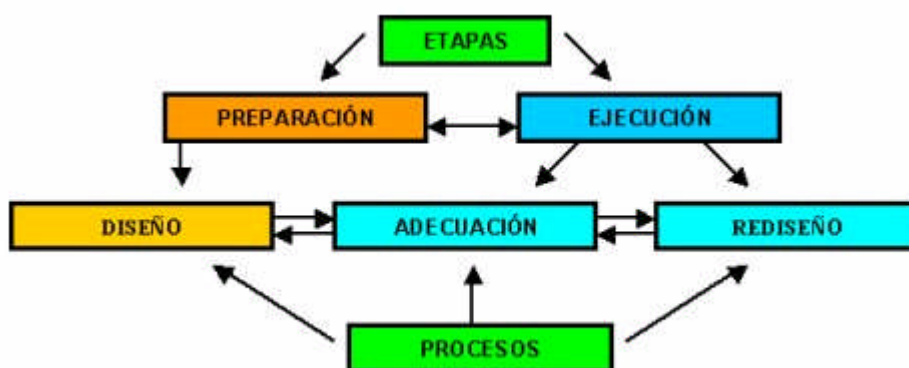 ETAPAS
PREPARACIÓN
EJECUCIÓN
DISEÑO
ADECUACIÓN
REDISEÑO
PROCESOS